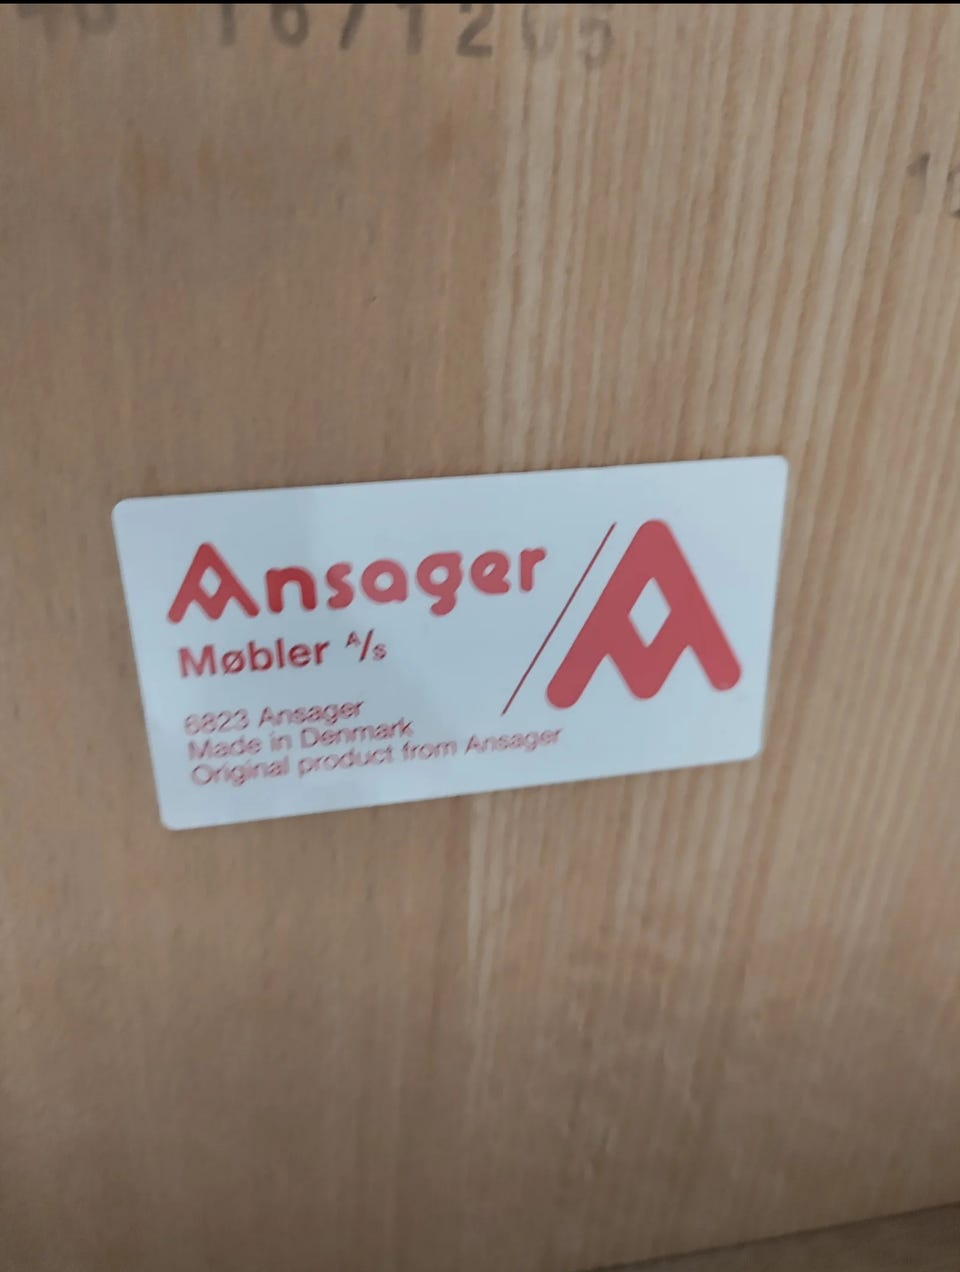 Ansager
Møbler A/S
6823 Ansager
Made in Denmark
Original product from Ansager